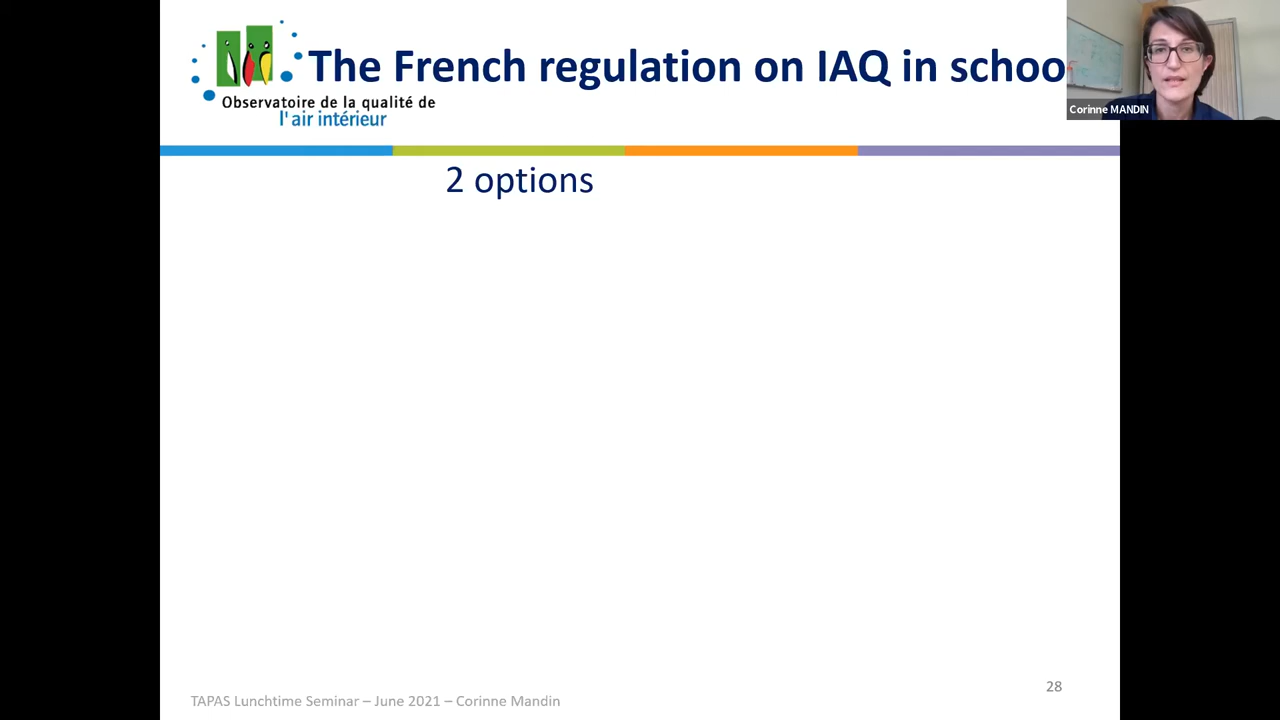 The French regulation on IAQ in schoo
Observatoire de la qualité de
l'air intérieur
Corinne MANDIN
2 options
28
TAPAS Lunchtime Seminar – June 2021 – Corinne Mandin